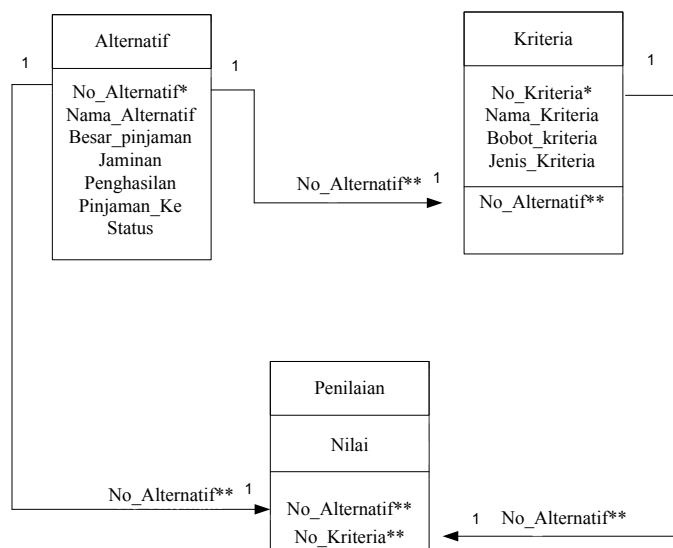 Alternatif
1
1
No_Alternatif*
Nama_Alternatif
Besar_pinjaman
Jaminan
Penghasilan
Pinjaman_Ke
Status
No_Alternatif**
1
Kriteria
1
No_Kriteria*
Nama_Kriteria
Bobot_kriteria
Jenis_Kriteria
No_Alternatif**
Penilaian
Nilai
No_Alternatif**
No_Kriteria**
No_Alternatif**
1
1
No_Alternatif**